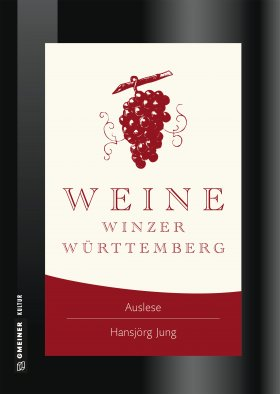 WEINE
WINZER
WÜRTTEMBERG
Auslese
Hansjörg Jung
GMEINER KULTUR